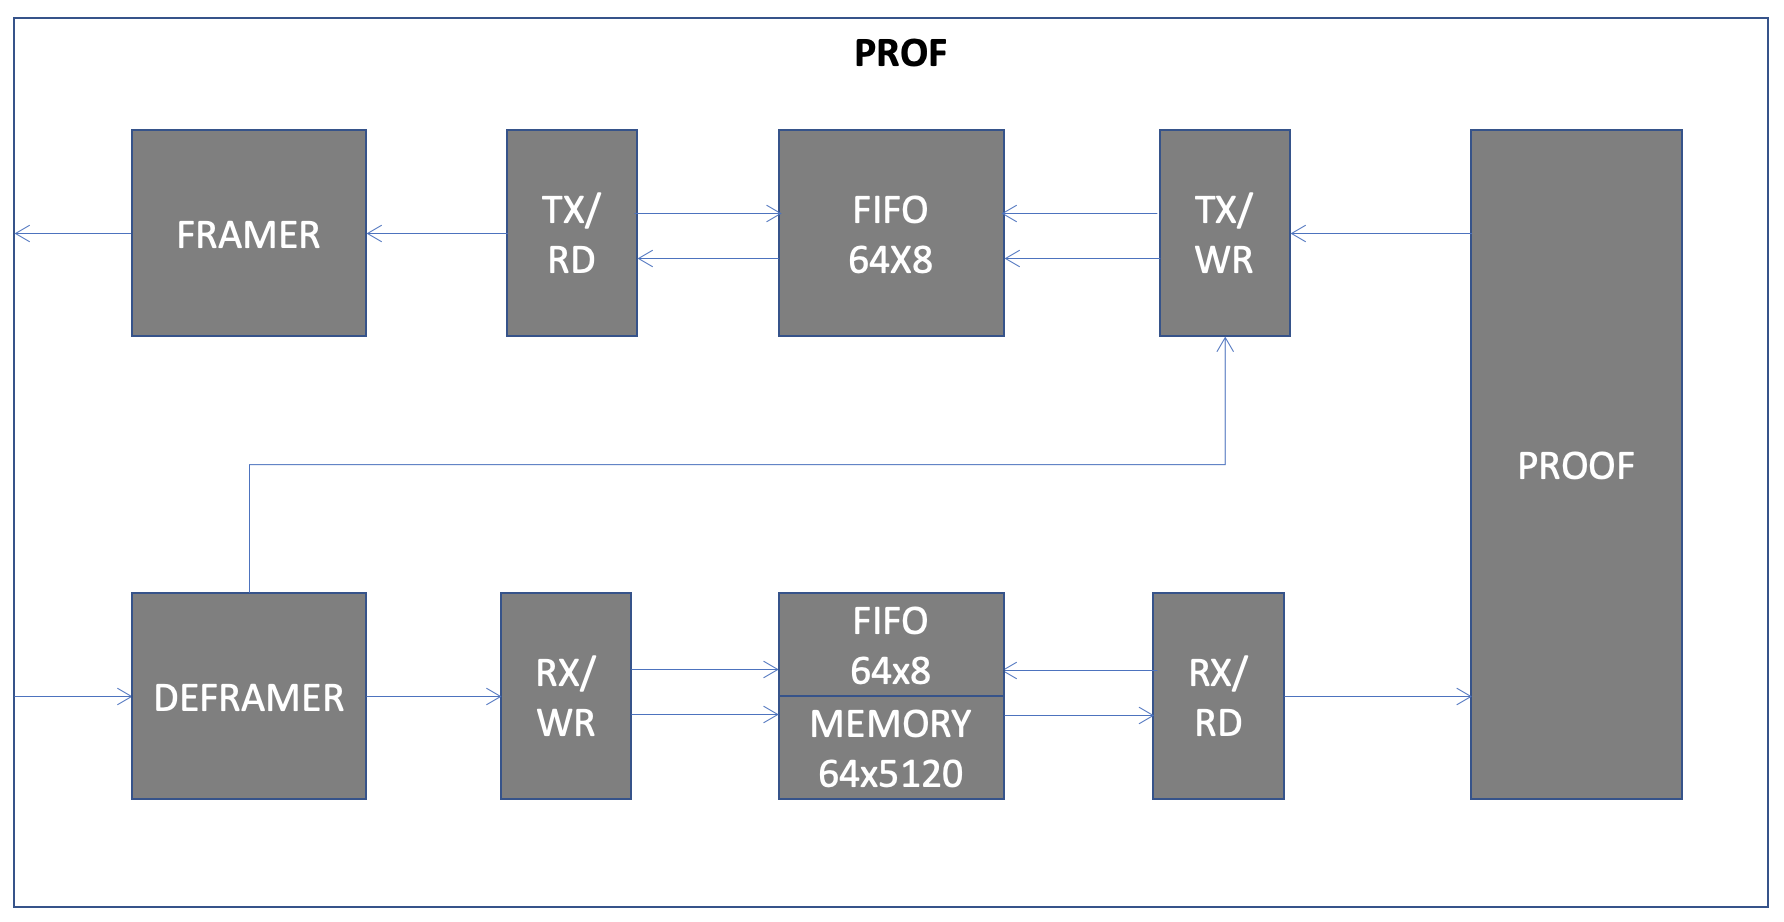 PROF
FRAMER
TX/
RD
FIFO
64X8
TX/
WR
PROOF
DEFRAMER
RX/
WR
FIFO
64x8
MEMORY
64x5120
RX/
RD